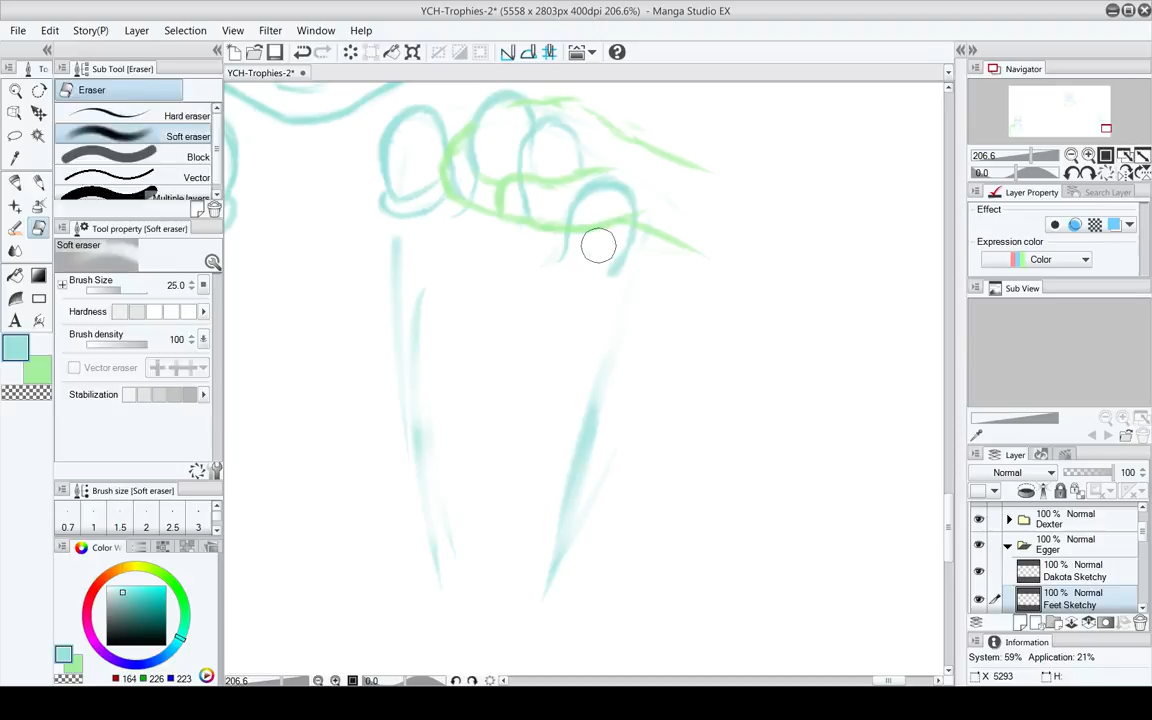 YCH-Trophies-2* (5558 x 2803px 400dpi 206.6%) - Manga Studio EX
File Edit Story(P) Layer Selection View Filter Window Help
YCH-Trophies-2*
To
Sub Tool [Eraser]
Eraser
Hard eraser
Soft eraser
Block
Vector
Multiple layers
Tool property [Soft eraser]
Soft eraser
Brush Size 25.0
Hardness
Brush density 100
Vector eraser
Stabilization
Brush size [Soft eraser]
0.7 1 1.5 2 2.5 3
Color W
164 226 223
206.6 0.0
Navigator
206.6
0.0
Layer Property Search Layer
Effect
Expression color
Color
Sub View
Layer
Normal 100
100 % Normal
Dexter
100 % Normal
Egger
100 % Normal
Dakota Sketchy
100 % Normal
Feet Sketchy
Information
System: 59% Application: 21%
X 5293 H: